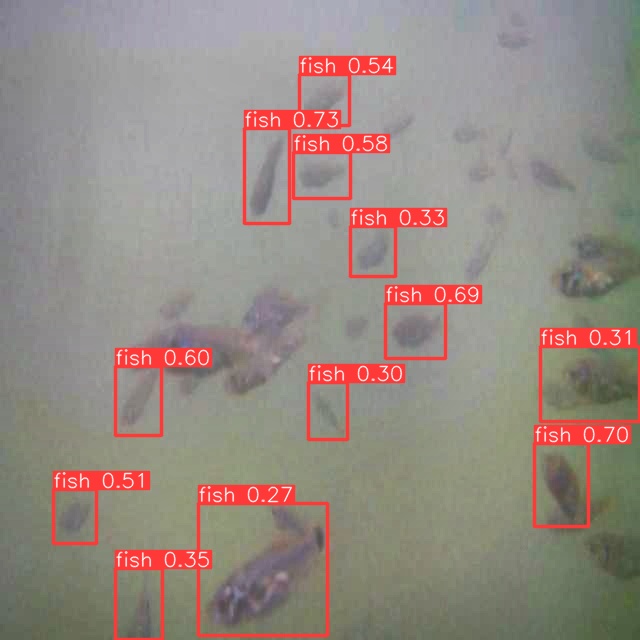 fish 0.54
fish 0.73
fish 0.58
fish 0.33
fish 0.69
fish 0.31
fish 0.60
fish 0.30
fish 0.70
fish 0.51
fish 0.27
fish 0.35